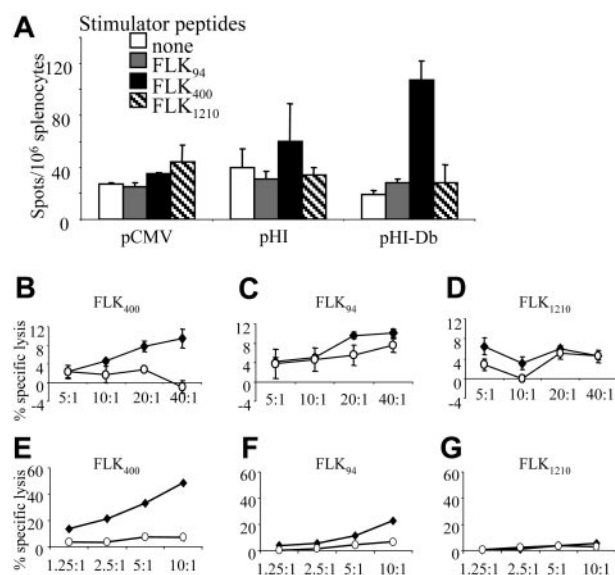 A
Stimulator peptides
none
FLK94
FLK400
FLK1210
Spots/10⁶ splenocytes
120
80
40
0
pCMV pHI pHI-Db
B C D
FLK400 FLK94 FLK1210
% specific lysis
12 12 12
8 8 8
4 4 4
0 0 0
-4 -4 -4
5:1 10:1 20:1 40:1 5:1 10:1 20:1 40:1 5:1 10:1 20:1 40:1
E F G
FLK400 FLK94 FLK1210
% specific lysis
60 60 60
40 40 40
20 20 20
0 0 0
1.25:1 2.5:1 5:1 10:1 1.25:1 2.5:1 5:1 10:1 1.25:1 2.5:1 5:1 10:1